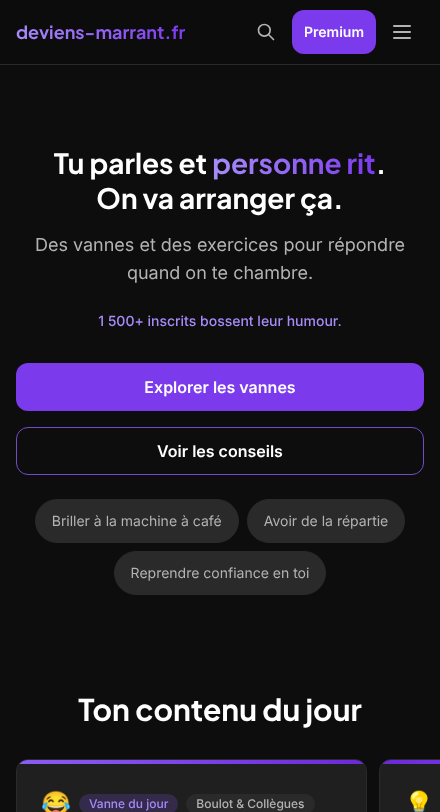 deviens-marrant.fr
Premium
Tu parles et personne rit.
On va arranger ça.
Des vannes et des exercices pour répondre
quand on te chambre.
1 500+ inscrits bossent leur humour.
Explorer les vannes
Voir les conseils
Briller à la machine à café
Avoir de la répartie
Reprendre confiance en toi
Ton contenu du jour
Vanne du jour
Boulot & Collègues